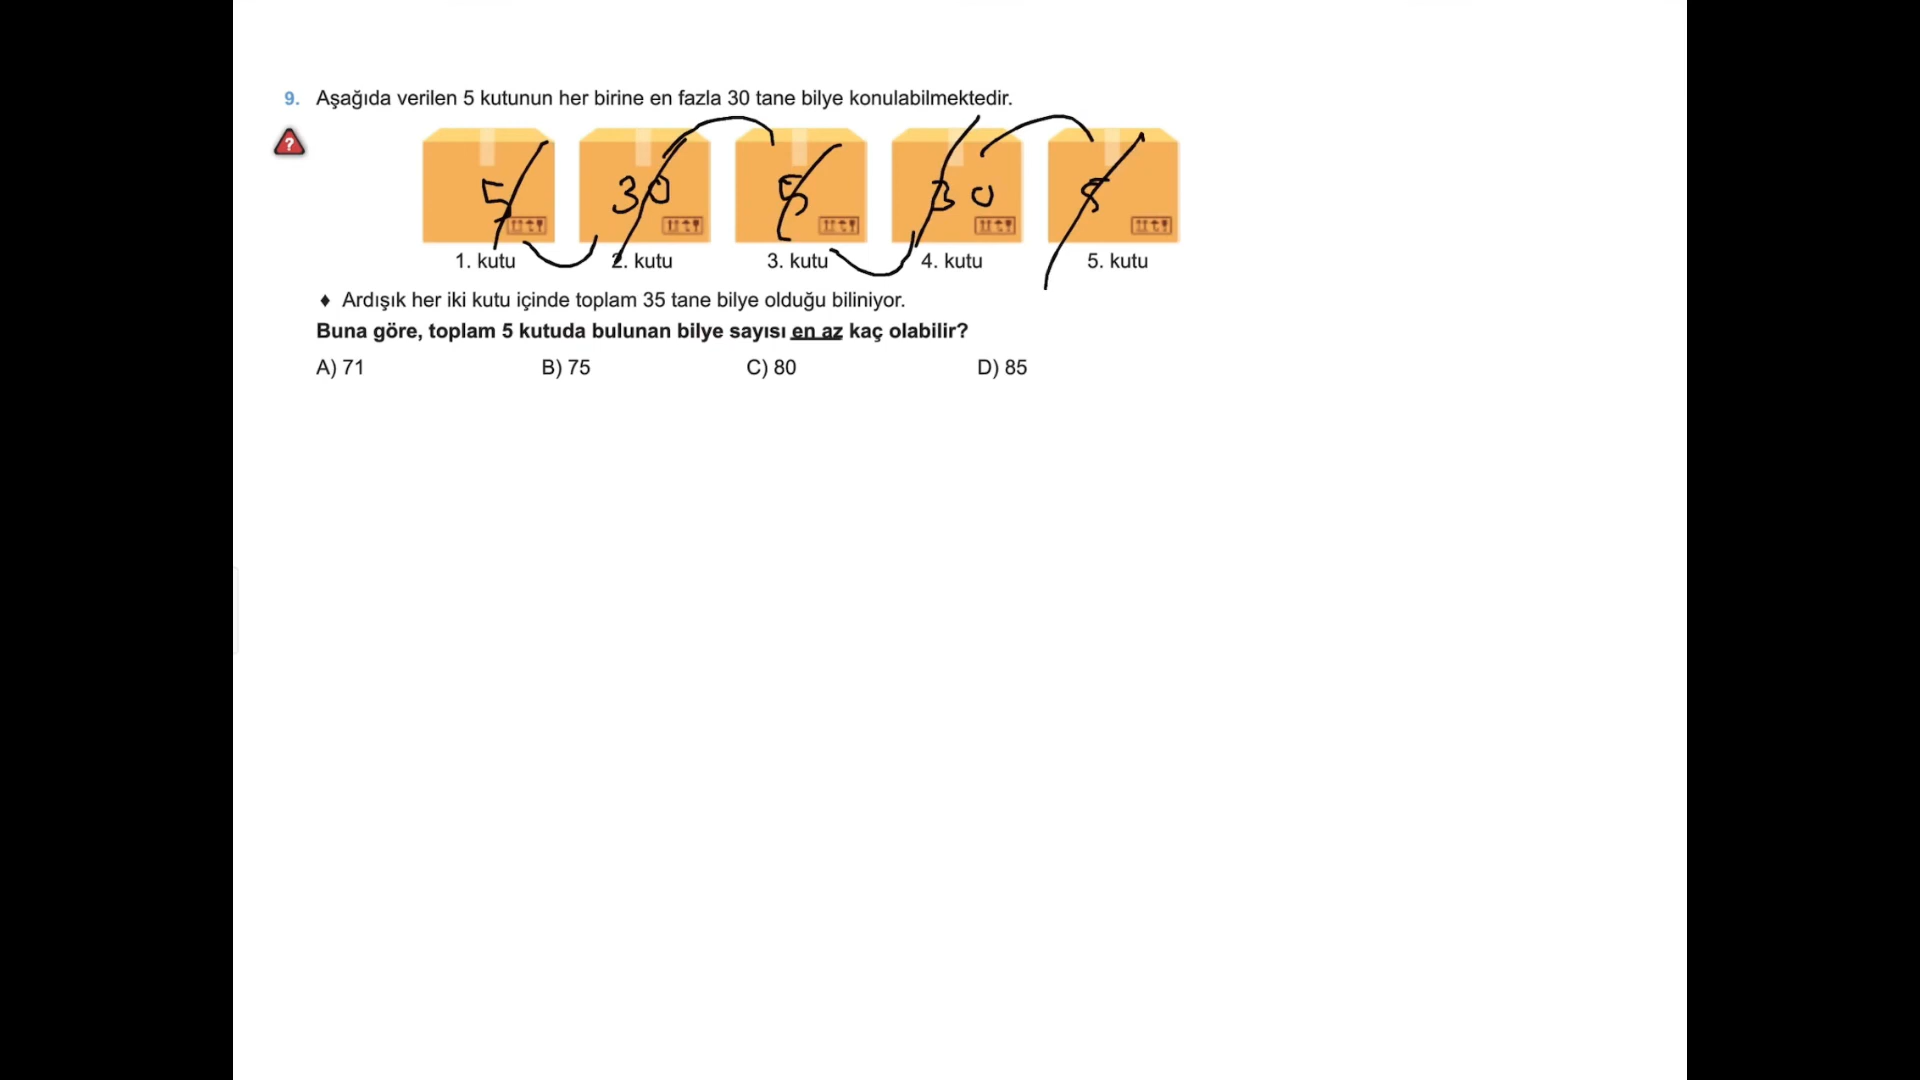 9. Aşağıda verilen 5 kutunun her birine en fazla 30 tane bilye konulabilmektedir.
?
5 30 5 30 5
1. kutu 2. kutu 3. kutu 4. kutu 5. kutu
♦ Ardışık her iki kutu içinde toplam 35 tane bilye olduğu biliniyor.
Buna göre, toplam 5 kutuda bulunan bilye sayısı en az kaç olabilir?
A) 71 B) 75 C) 80 D) 85